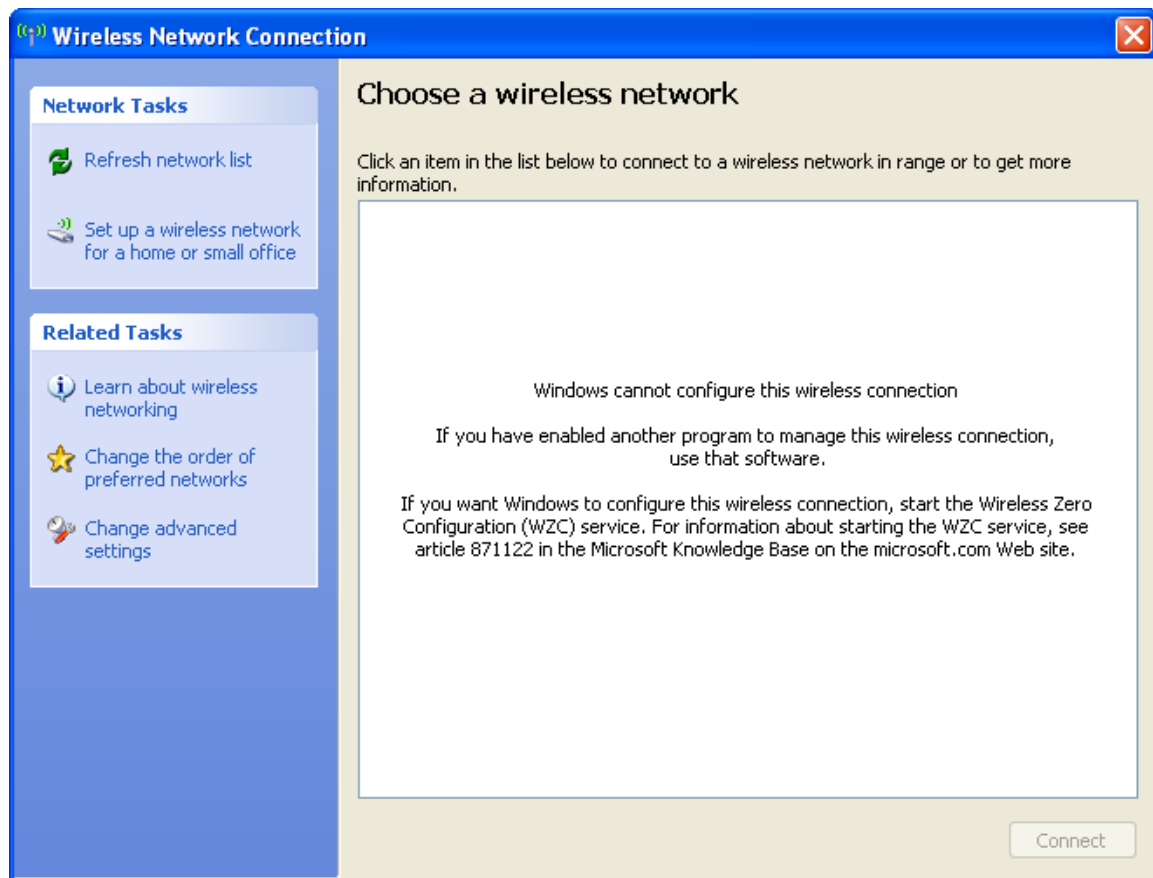 Wireless Network Connection
Network Tasks
Refresh network list
Set up a wireless network
for a home or small office
Related Tasks
Learn about wireless
networking
Change the order of
preferred networks
Change advanced
settings
Choose a wireless network
Click an item in the list below to connect to a wireless network in range or to get more
information.
Windows cannot configure this wireless connection
If you have enabled another program to manage this wireless connection,
use that software.
If you want Windows to configure this wireless connection, start the Wireless Zero
Configuration (WZC) service. For information about starting the WZC service, see
article 871122 in the Microsoft Knowledge Base on the microsoft.com Web site.
Connect